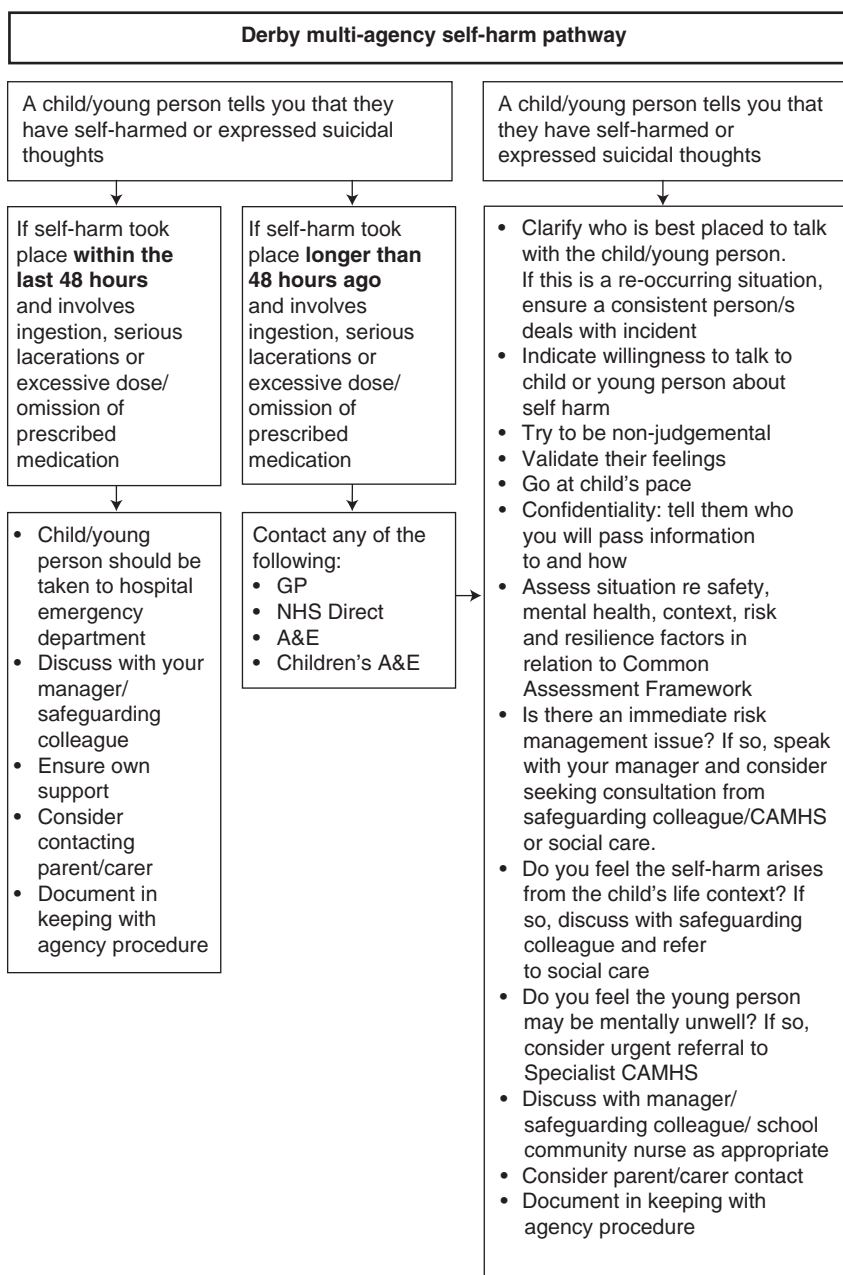 Derby multi-agency self-harm pathway
A child/young person tells you that they
have self-harmed or expressed suicidal
thoughts
If self-harm took
place within the
last 48 hours
and involves
ingestion, serious
lacerations or
excessive dose/
omission of
prescribed
medication
• Child/young
person should be
taken to hospital
emergency
department
• Discuss with your
manager/
safeguarding
colleague
• Ensure own
support
• Consider
contacting
parent/carer
• Document in
keeping with
agency procedure
If self-harm took
place longer than
48 hours ago
and involves
ingestion, serious
lacerations or
excessive dose/
omission of
prescribed
medication
Contact any of the
following:
• GP
• NHS Direct
• A&E
• Children's A&E
A child/young person tells you that
they have self-harmed or
expressed suicidal thoughts
• Clarify who is best placed to talk
with the child/young person.
If this is a re-occurring situation,
ensure a consistent person/s
deals with incident
• Indicate willingness to talk to
child or young person about
self harm
• Try to be non-judgemental
• Validate their feelings
• Go at child's pace
• Confidentiality: tell them who
you will pass information
to and how
• Assess situation re safety,
mental health, context, risk
and resilience factors in
relation to Common
Assessment Framework
• Is there an immediate risk
management issue? If so, speak
with your manager and consider
seeking consultation from
safeguarding colleague/CAMHS
or social care.
• Do you feel the self-harm arises
from the child's life context? If
so, discuss with safeguarding
colleague and refer
to social care
• Do you feel the young person
may be mentally unwell? If so,
consider urgent referral to
Specialist CAMHS
• Discuss with manager/
safeguarding colleague/ school
community nurse as appropriate
• Consider parent/carer contact
• Document in keeping with
agency procedure